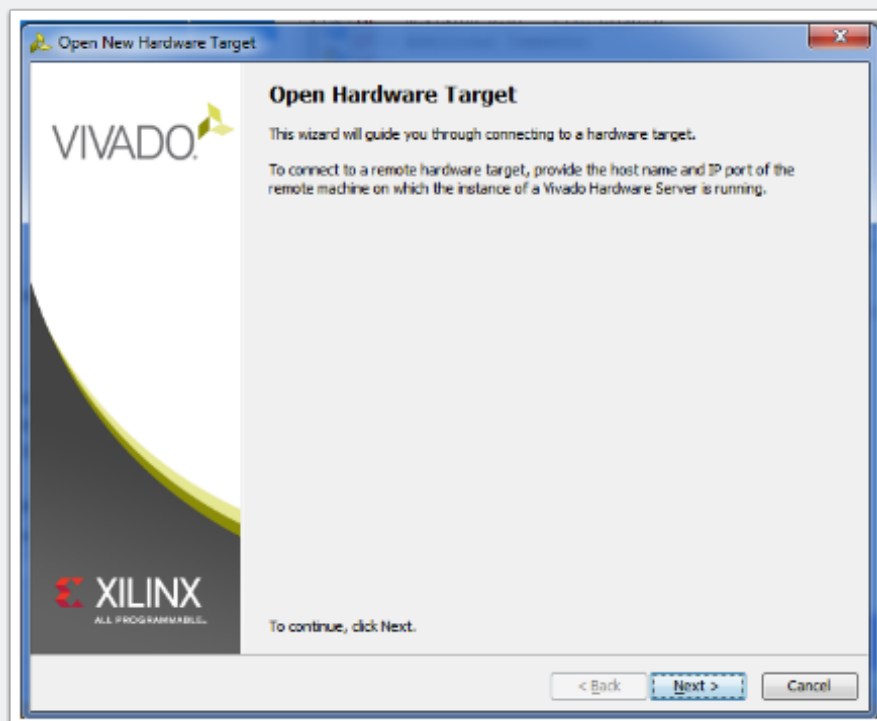 Open New Hardware Target
VIVADO.
Open Hardware Target
This wizard will guide you through connecting to a hardware target.
To connect to a remote hardware target, provide the host name and IP port of the
remote machine on which the instance of a Vivado Hardware Server is running.
XILINX
ALL PROGRAMMABLE.
To continue, click Next.
< Back
Next >
Cancel